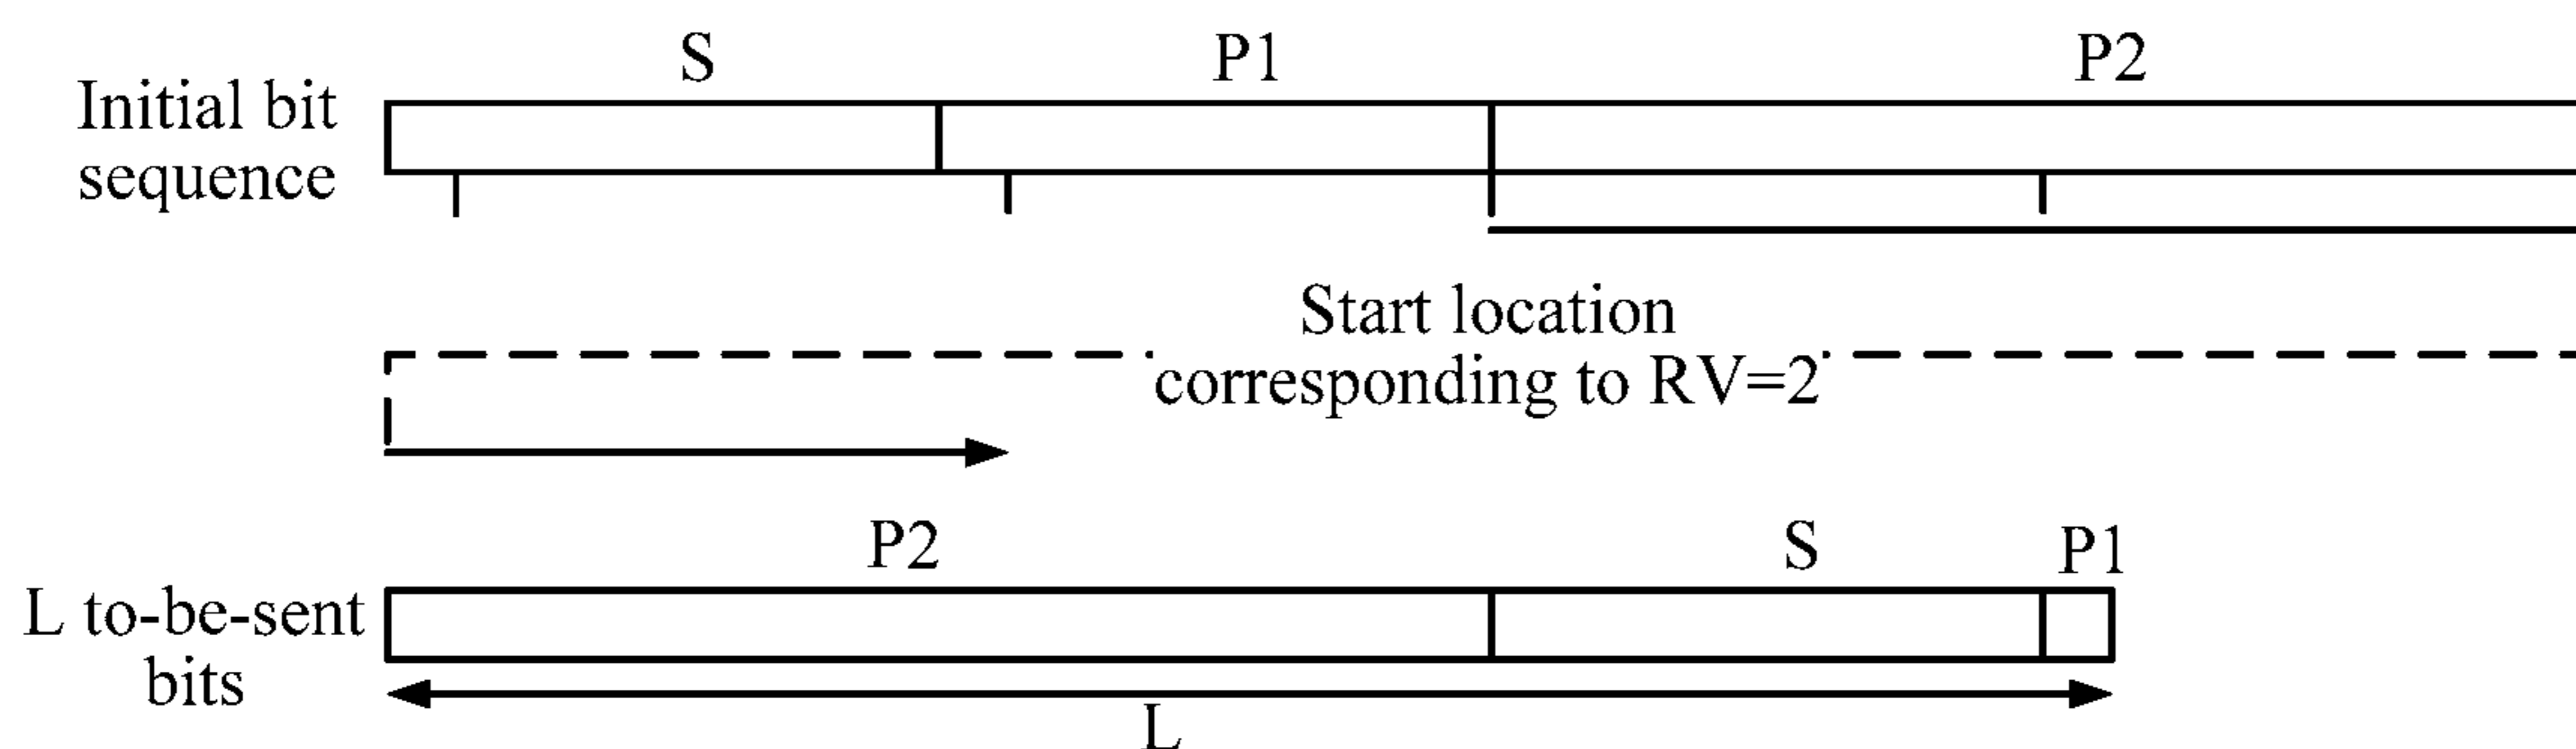 S P1 P2
Initial bit
sequence
Start location
corresponding to RV=2
P2 S P1
L to-be-sent
bits
L